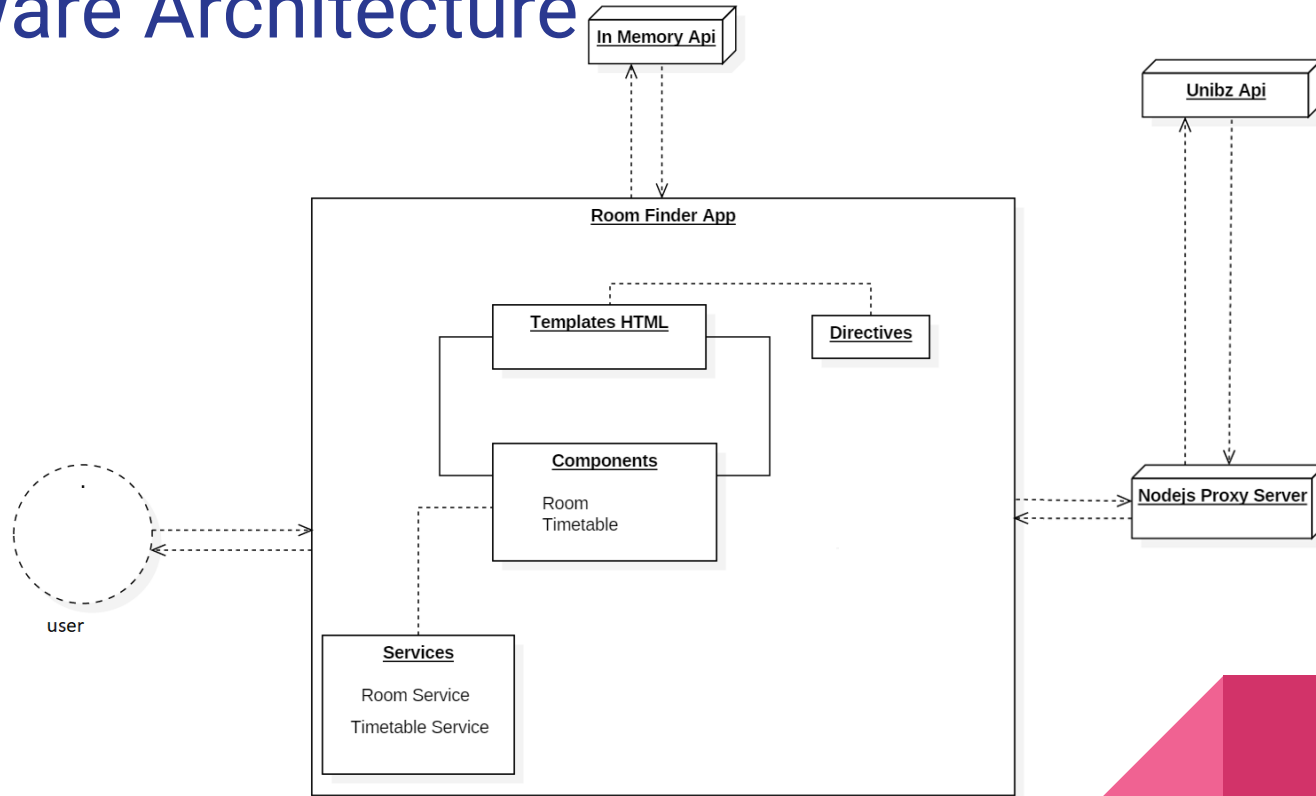 ware Architecture
In Memory Api
Unibz Api
Room Finder App
Templates HTML
Directives
Components
Room
Timetable
Nodejs Proxy Server
user
Services
Room Service
Timetable Service